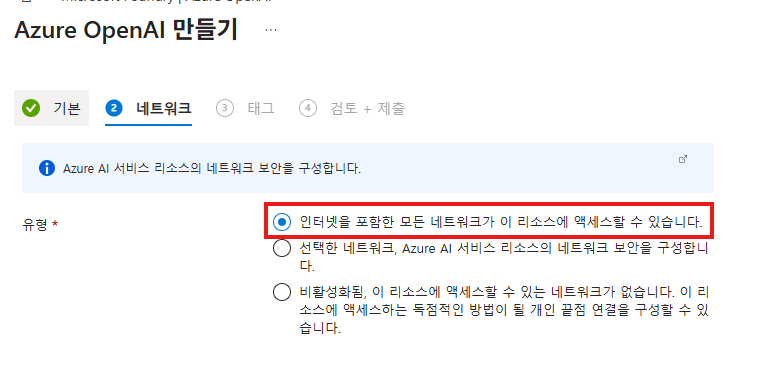 Azure OpenAI 만들기 ...
기본
2 네트워크
3 태그
4 검토 + 제출
Azure AI 서비스 리소스의 네트워크 보안을 구성합니다.
유형 *
인터넷을 포함한 모든 네트워크가 이 리소스에 액세스할 수 있습니다.
선택한 네트워크, Azure AI 서비스 리소스의 네트워크 보안을 구성합니
다.
비활성화됨, 이 리소스에 액세스할 수 있는 네트워크가 없습니다. 이 리
소스에 액세스하는 독점적인 방법이 될 개인 끝점 연결을 구성할 수 있
습니다.